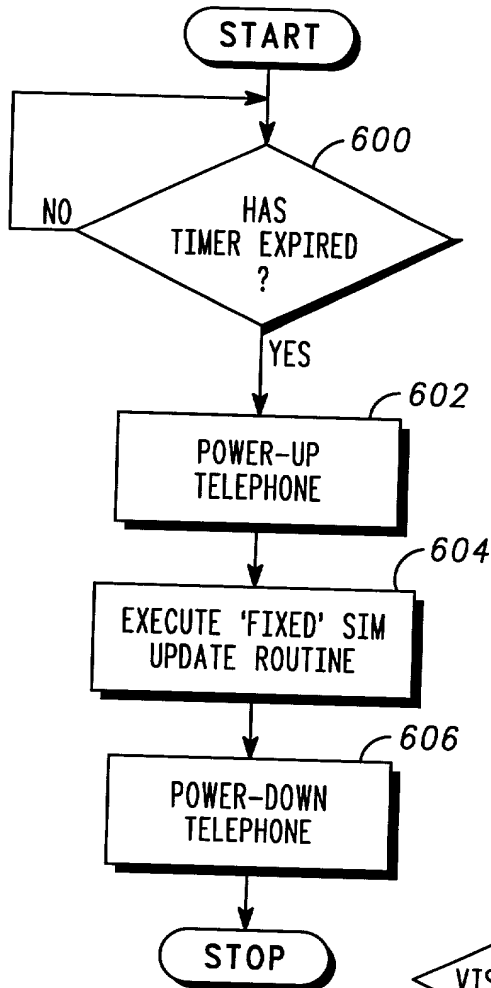 START
600
NO
HAS
TIMER EXPIRED
?
YES
602
POWER-UP
TELEPHONE
604
EXECUTE 'FIXED' SIM
UPDATE ROUTINE
606
POWER-DOWN
TELEPHONE
STOP
VIS